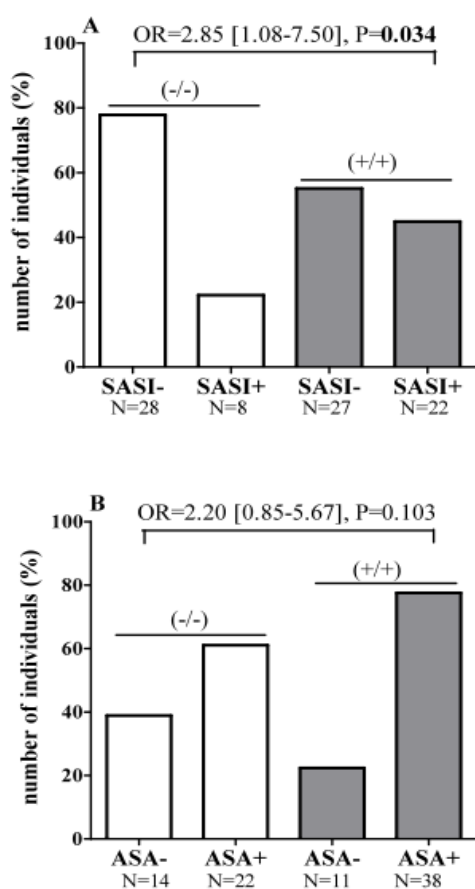 A
OR=2.85 [1.08-7.50], P=0.034
100
(-/-)
80
(+/+)
60
40
20
0
number of individuals (%)
SASI- SASI+ SASI- SASI+
N=28 N=8 N=27 N=22
B
100
OR=2.20 [0.85-5.67], P=0.103
(+/+)
80
(-/-)
60
40
20
0
number of individuals (%)
ASA- ASA+ ASA- ASA+
N=14 N=22 N=11 N=38